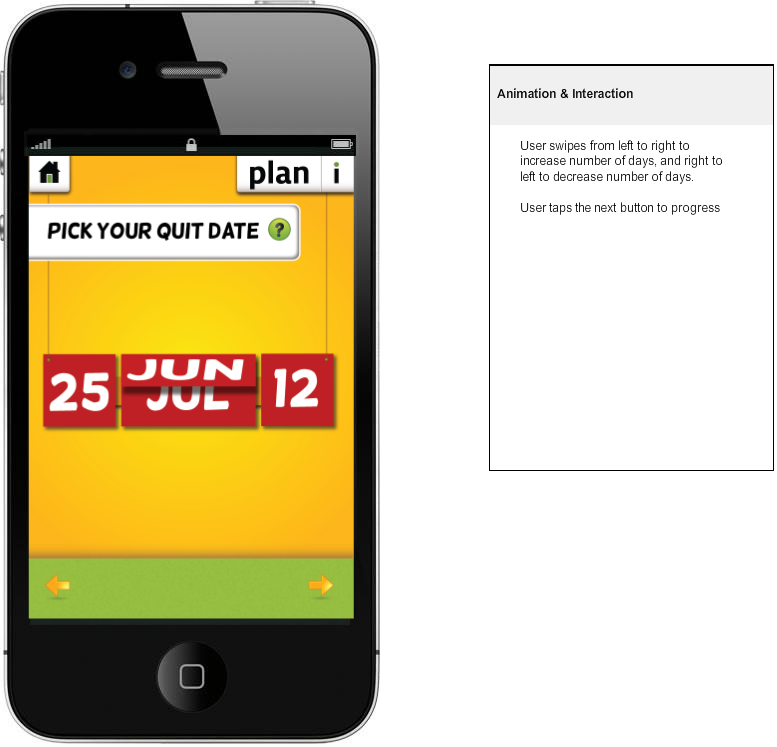 plan i
PICK YOUR QUIT DATE ?
25 JUN 12
JUL
Animation & Interaction
User swipes from left to right to
increase number of days, and right to
left to decrease number of days.
User taps the next button to progress